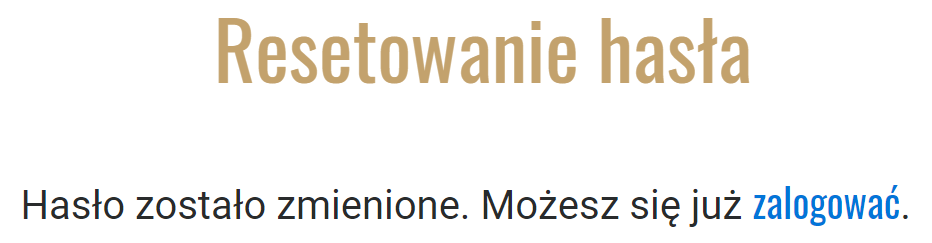 Resetowanie hasła
Hasło zostało zmienione. Możesz się już zalogować.